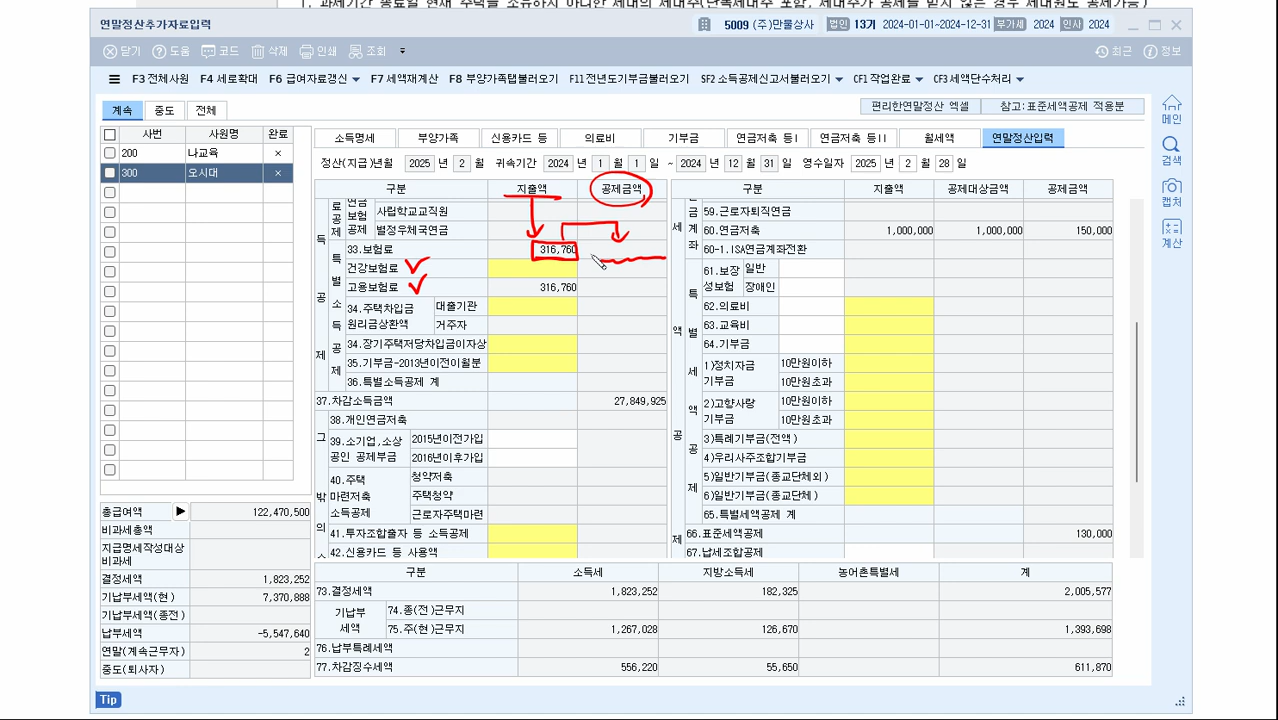 1. 과세기간 종료일 현재 주택을 소유하지 아니한 세대의 세대주(단독세대주 포함, 세대주가 공제를 받지 않은 경우 세대원도 공제가능)
연말정산추가자료입력 5009 (주)만물상사 법인 13기 2024-01-01~2024-12-31 부가세 2024 인사 2024
닫기 도움 코드 삭제 인쇄 조회 최근 정보
F3 전체사원 F4 세로확대 F6 급여자료갱신 F7 세액재계산 F8 부양가족탭불러오기 F11전년도기부금불러오기 SF2 소득공제신고서불러오기 CF1 작업완료 CF3세액단수처리
계속 중도 전체 편리한연말정산 엑셀 참고:표준세액공제 적용분
메인
검색
캡처
계산
사번 사원명 완료
200 나교육 ×
300 오시대 ×
소득명세 부양가족 신용카드 등 의료비 기부금 연금저축 등I 연금저축 등II 월세액 연말정산입력
정산(지급)년월 2025 년 2 월 귀속기간 2024 년 1 월 1 일 ~ 2024 년 12 월 31 일 영수일자 2025 년 2 월 28 일
구분 지출액 공제금액
료 공제 보험 공제 사립학교교직원
별정우체국연금
득 공 제
특별소득공제
33.보험료 316,760
건강보험료
고용보험료 316,760
34.주택차입금 원리금상환액 대출기관
거주자
34.장기주택저당차입금이자상
35.기부금-2013년이전이월분
36.특별소득공제 계
37.차감소득금액 27,849,925
그 밖 의
38.개인연금저축
39.소기업,소상공인 공제부금 2015년이전가입
2016년이후가입
40.주택마련저축 소득공제 청약저축
주택청약
근로자주택마련
41.투자조합출자 등 소득공제
42.신용카드 등 사용액
구분 지출액 공제대상금액 공제금액
세 액 공 제
금 계좌
59.근로자퇴직연금
60.연금저축 1,000,000 1,000,000 150,000
60-1.ISA연금계좌전환
특 별 세 액 공 제
61.보장성보험 일반
장애인
62.의료비
63.교육비
64.기부금
1)정치자금기부금 10만원이하
10만원초과
2)고향사랑기부금 10만원이하
10만원초과
3)특례기부금(전액)
4)우리사주조합기부금
5)일반기부금(종교단체외)
6)일반기부금(종교단체)
65.특별세액공제 계
66.표준세액공제 130,000
67.납세조합공제
총급여액 122,470,500
비과세총액
지급명세작성대상비과세
결정세액 1,823,252
기납부세액(현) 7,370,888
기납부세액(종전)
납부세액 -5,547,640
연말(계속근무자) 2
중도(퇴사자)
구분 소득세 지방소득세 농어촌특별세 계
73.결정세액 1,823,252 182,325 2,005,577
기납부 세액 74.종(전)근무지
75.주(현)근무지 1,267,028 126,670 1,393,698
76.납부특례세액
77.차감징수세액 556,220 55,650 611,870
Tip